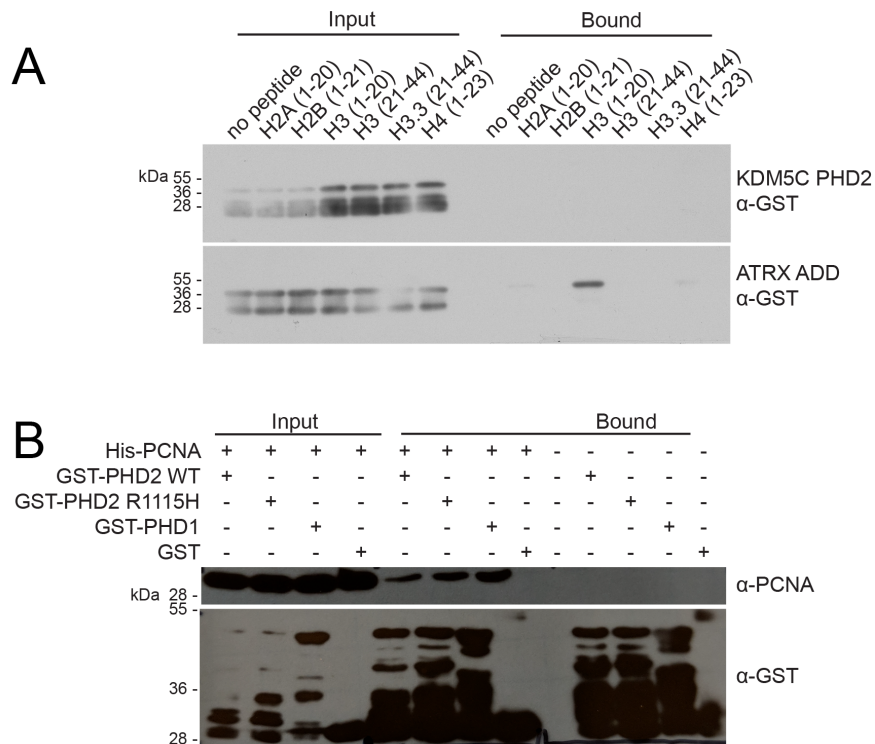 A
Input Bound
no peptide H2A (1-20) H2B (1-21) H3 (1-20) H3 (21-44) H3.3 (21-44) H4 (1-23) no peptide H2A (1-20) H2B (1-21) H3 (1-20) H3 (21-44) H3.3 (21-44) H4 (1-23)
kDa 55 -
36 -
28 -
KDM5C PHD2
α-GST
55 -
36 -
28 -
ATRX ADD
α-GST
B
Input Bound
His-PCNA + + + + + + + + - - - - -
GST-PHD2 WT + - - - + - - - - + - - -
GST-PHD2 R1115H - + - - - + - - - - + - -
GST-PHD1 - - + - - - + - - - - + -
GST - - - + - - - + - - - - +
kDa 28 -
α-PCNA
55 -
36 -
28 -
α-GST